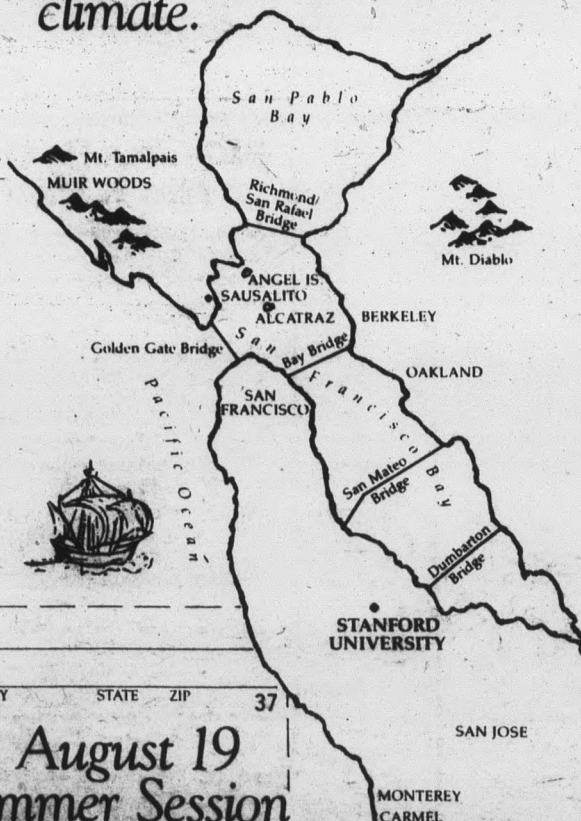 climate.
San Pablo
Bay
Mt. Tamalpais
MUIR WOODS
Richmond/
San Rafael
Bridge
Mt. Diablo
ANGEL IS.
SAUSALITO
ALCATRAZ
BERKELEY
Golden Gate Bridge
Bay Bridge
San Francisco Bay
OAKLAND
SAN
FRANCISCO
Pacific Ocean
San Mateo
Bridge
Dumbarton
Bridge
STANFORD
UNIVERSITY
Y STATE ZIP 37
SAN JOSE
August 19
mmer Session
MONTEREY
CARMEL